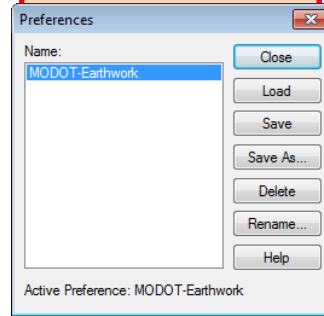 Preferences
Name:
MODOT-Earthwork
Close
Load
Save
Save As...
Delete
Rename...
Help
Active Preference: MODOT-Earthwork